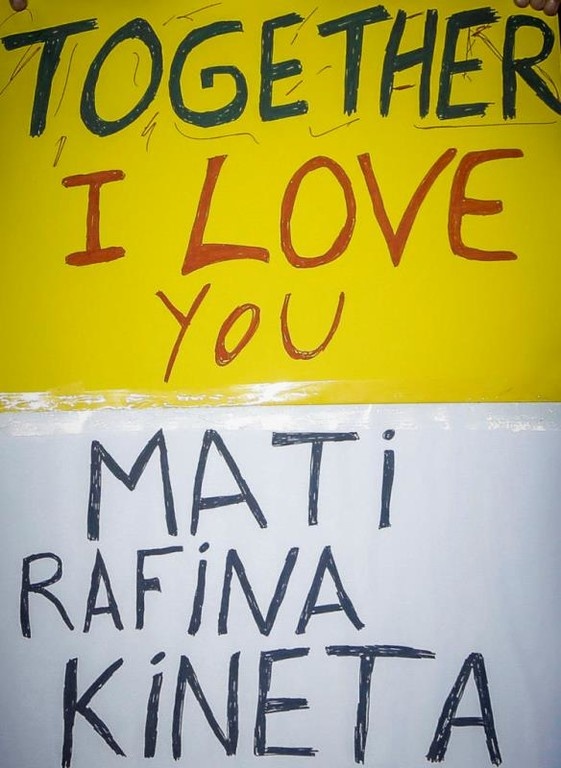 TOGETHER
I LOVE
YOU
MATi
RAFiNA
KiNETA